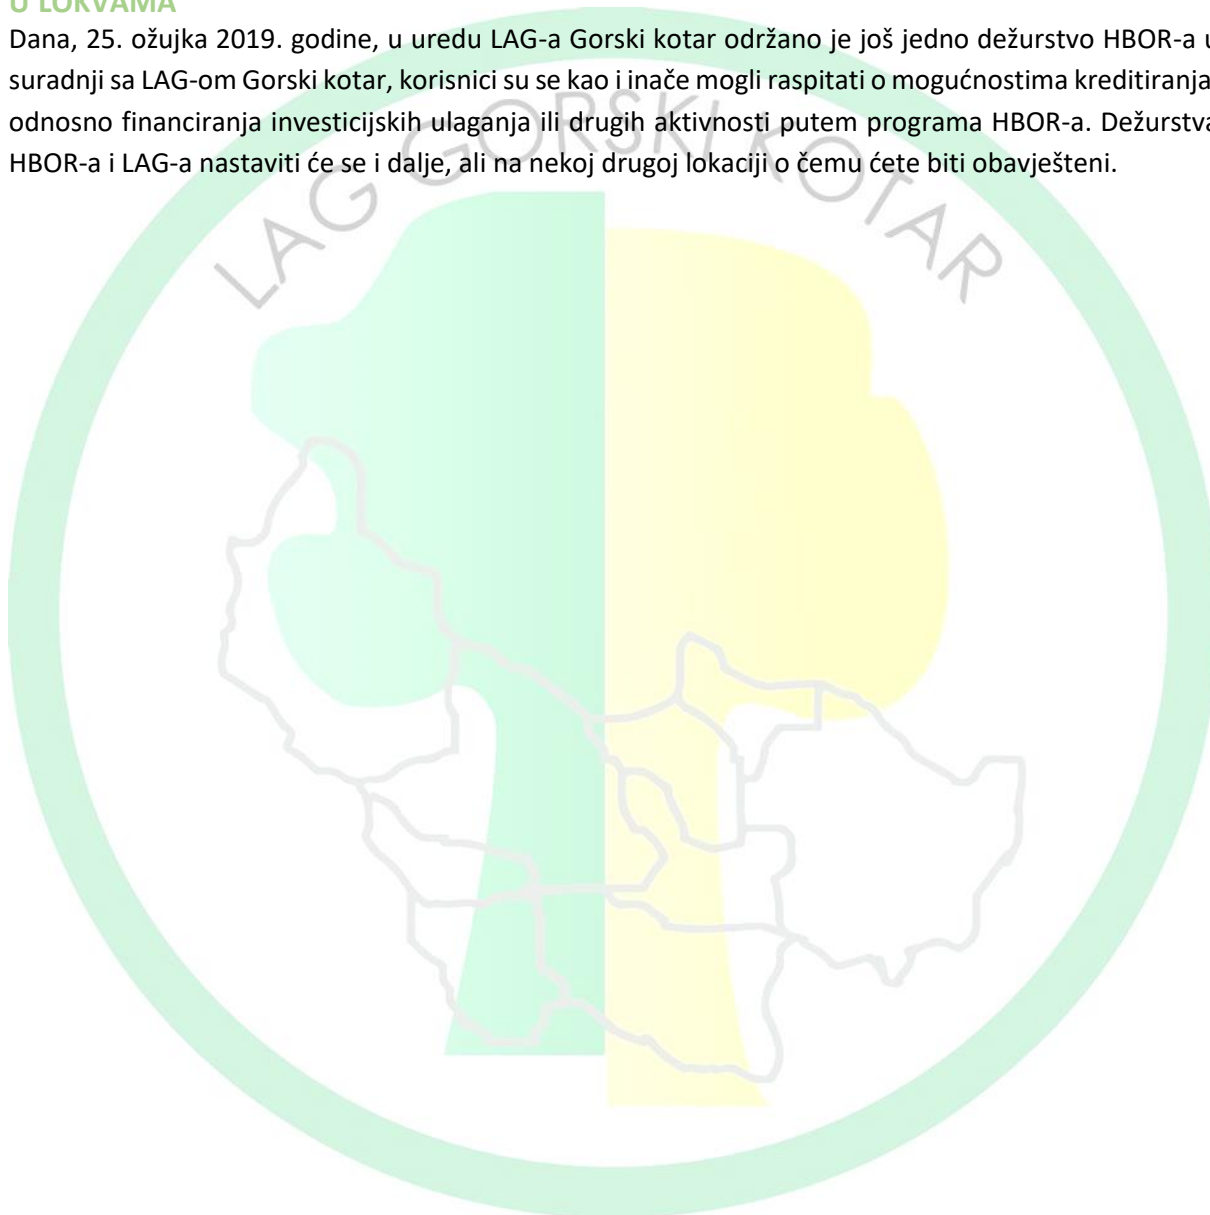 U LOKVAMA
Dana, 25. ožujka 2019. godine, u uredu LAG-a Gorski kotar održano je još jedno dežurstvo HBOR-a u
suradnji sa LAG-om Gorski kotar, korisnici su se kao i inače mogli raspitati o mogućnostima kreditiranja
odnosno financiranja investicijskih ulaganja ili drugih aktivnosti putem programa HBOR-a. Dežurstva
HBOR-a i LAG-a nastaviti će se i dalje, ali na nekoj drugoj lokaciji o čemu ćete biti obavješteni.
LAG GORSKI KOTAR